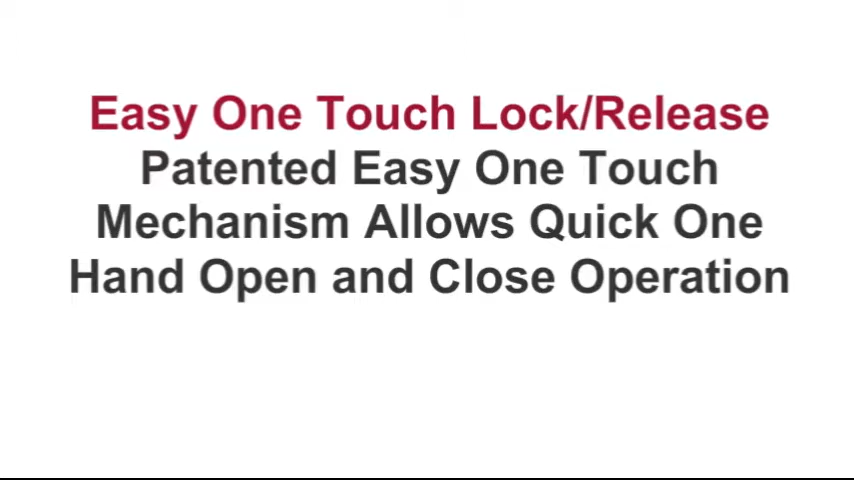 Easy One Touch Lock/Release
Patented Easy One Touch
Mechanism Allows Quick One
Hand Open and Close Operation